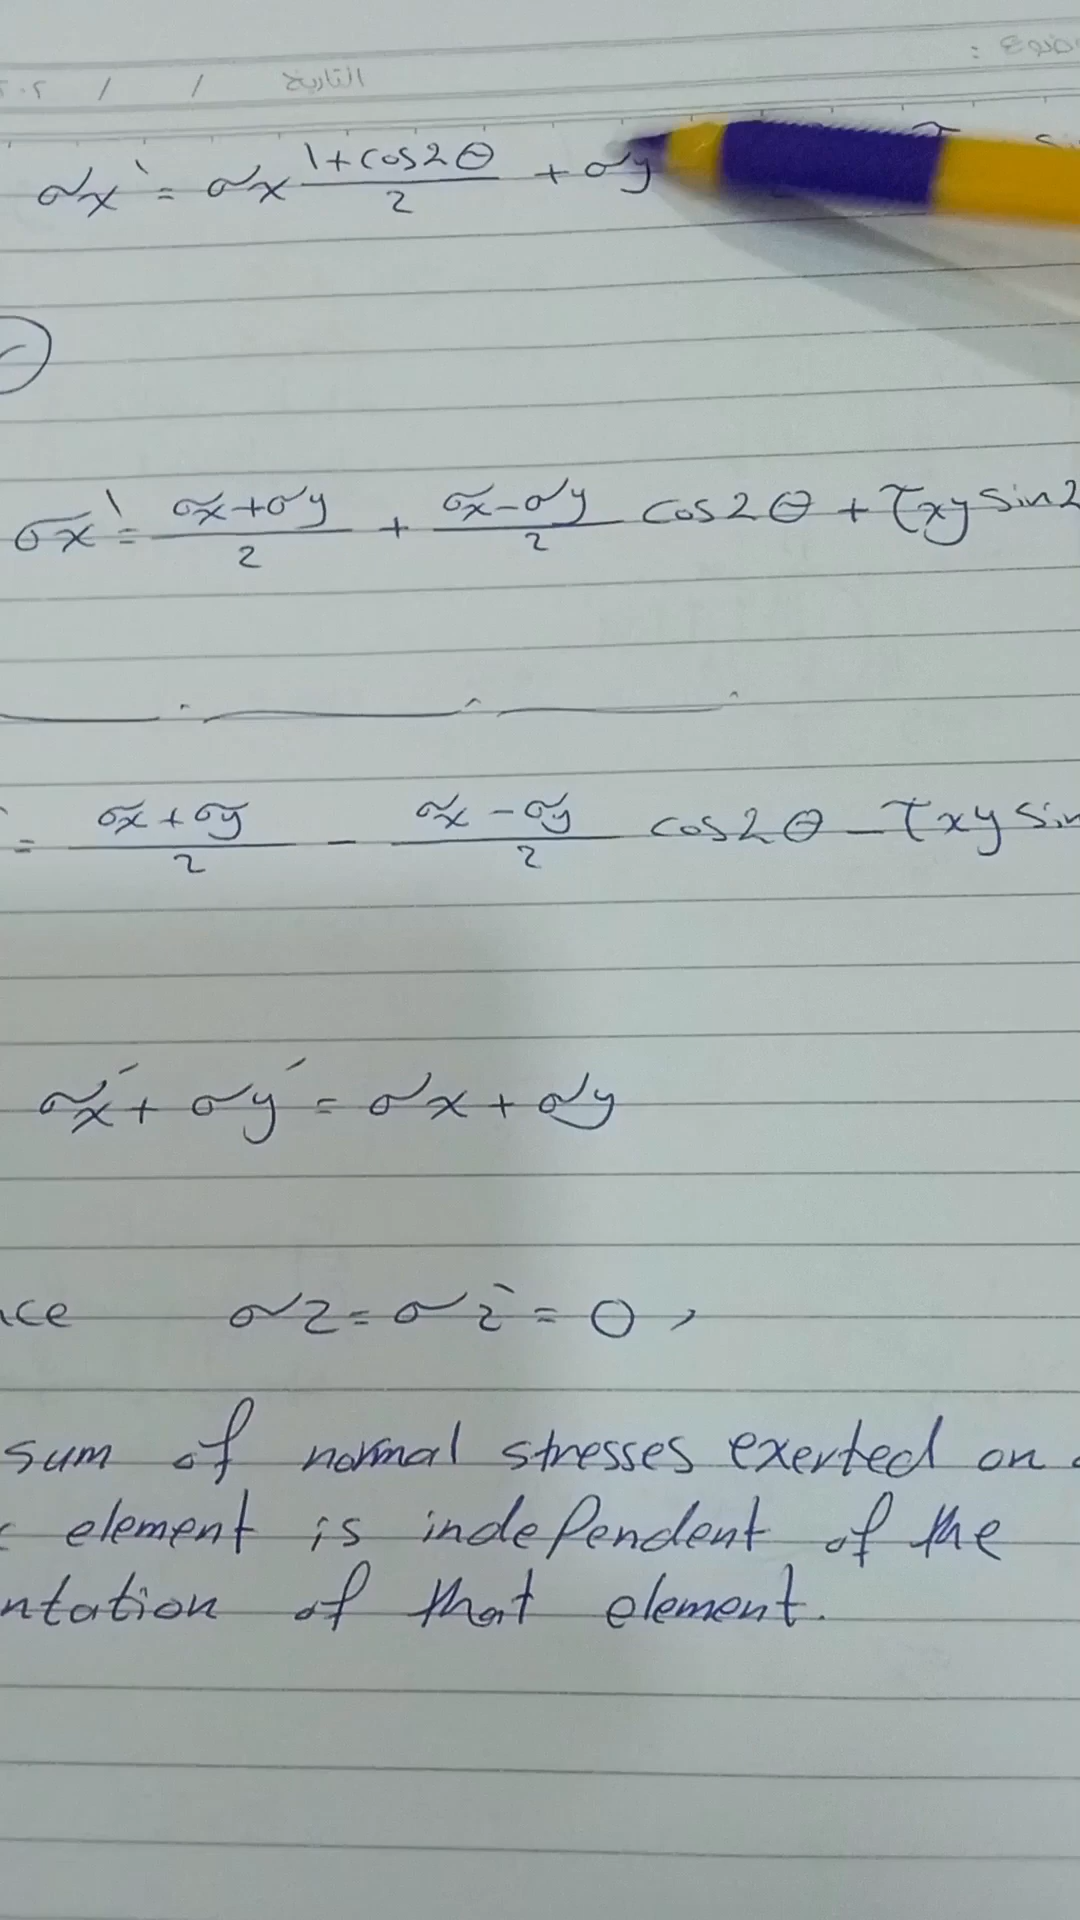 التاريخ / /
σx' = σx (1+cos2θ)/2 + σy
σx' = (σx+σy)/2 + (σx-σy)/2 cos2θ + τxy sin2
= (σx+σy)/2 - (σx-σy)/2 cos2θ - τxy sin
σx' + σy' = σx + σy
σz = σz' = 0,
sum of normal stresses exerted on
element is independent of the
ntation of that element.